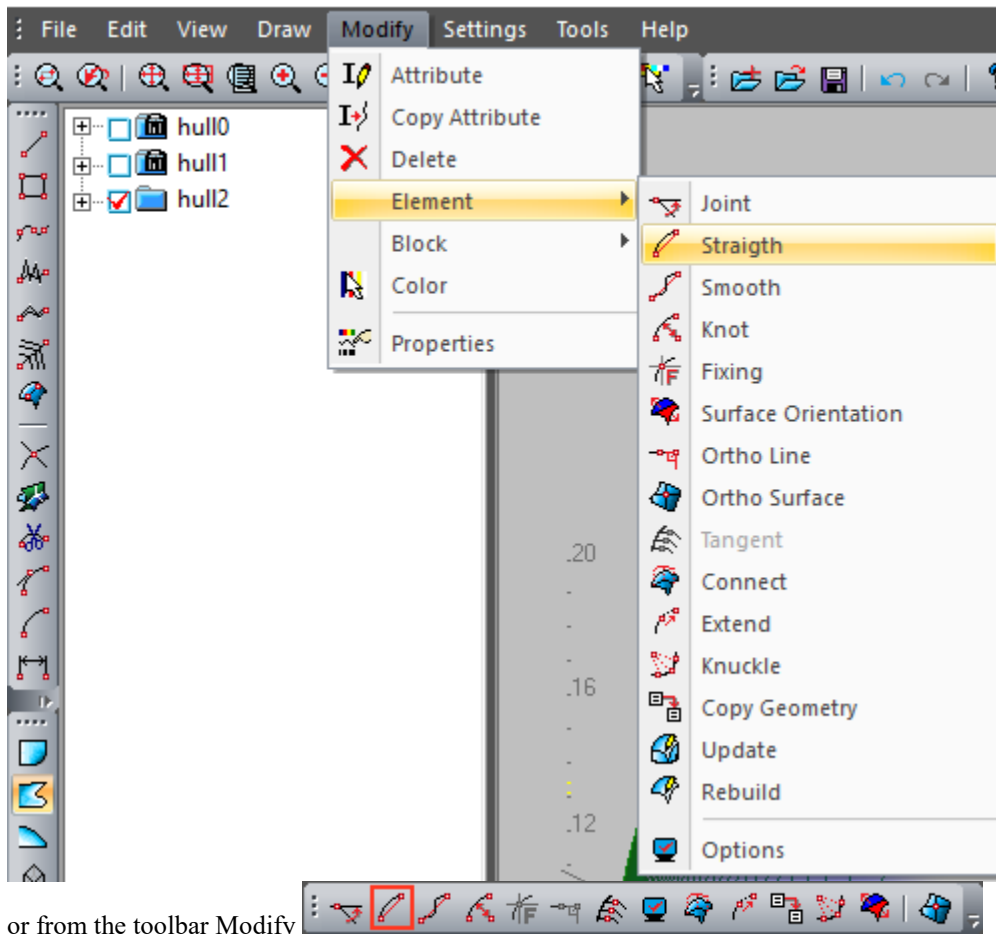 File Edit View Draw Modify Settings Tools Help
hull0
hull1
hull2
Attribute
Copy Attribute
Delete
Element
Block
Color
Properties
Joint
Straigth
Smooth
Knot
Fixing
Surface Orientation
Ortho Line
Ortho Surface
Tangent
Connect
Extend
Knuckle
Copy Geometry
Update
Rebuild
Options
.20
.16
.12
or from the toolbar Modify